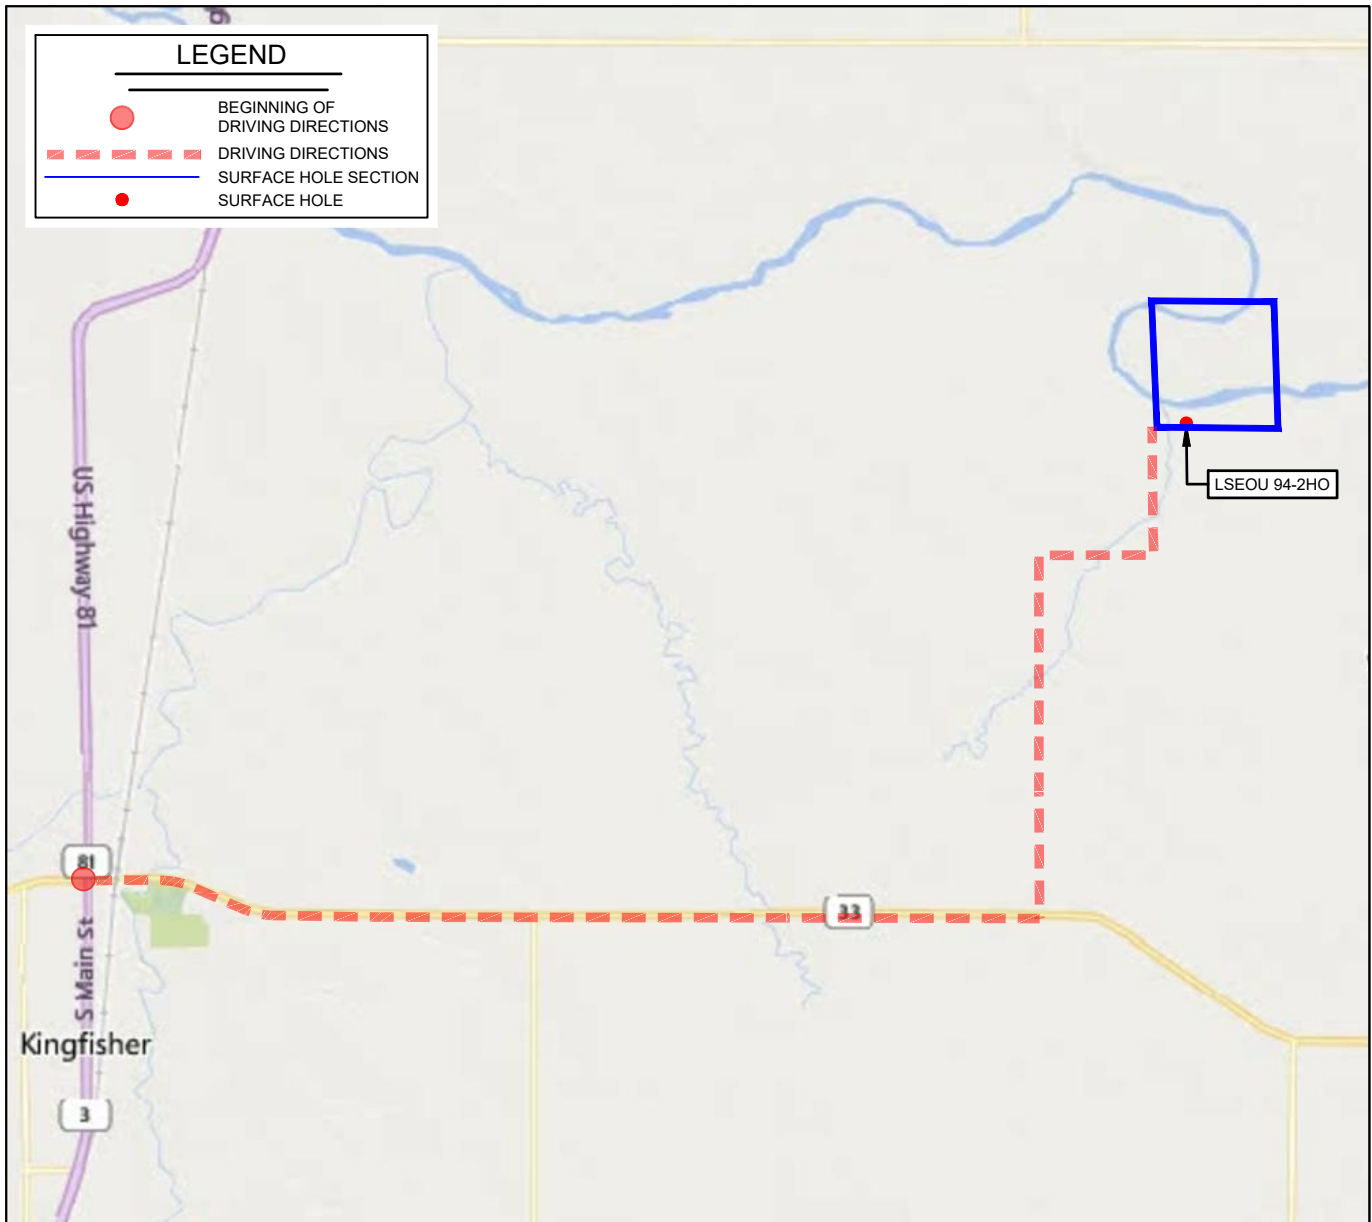 LEGEND
BEGINNING OF
DRIVING DIRECTIONS
DRIVING DIRECTIONS
SURFACE HOLE SECTION
SURFACE HOLE
LSEOU 94-2HO
US Highway 81
81
33
S Main St
Kingfisher
3